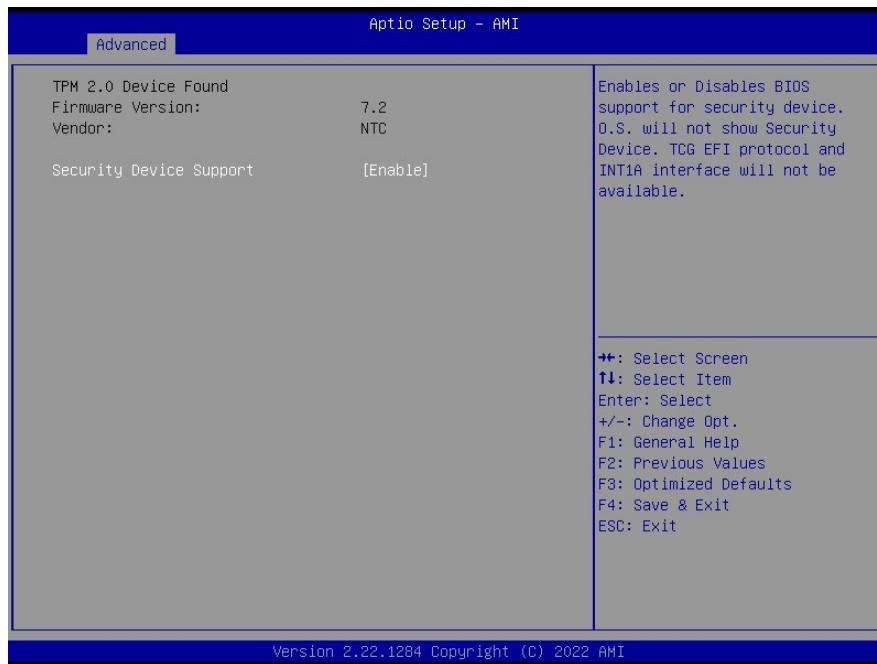 Aptio Setup – AMI
Advanced
TPM 2.0 Device Found
Firmware Version: 7.2
Vendor: NTC
Security Device Support [Enable]
Enables or Disables BIOS
support for security device.
O.S. will not show Security
Device. TCG EFI protocol and
INT1A interface will not be
available.
→←: Select Screen
↑↓: Select Item
Enter: Select
+/-: Change Opt.
F1: General Help
F2: Previous Values
F3: Optimized Defaults
F4: Save & Exit
ESC: Exit
Version 2.22.1284 Copyright (C) 2022 AMI